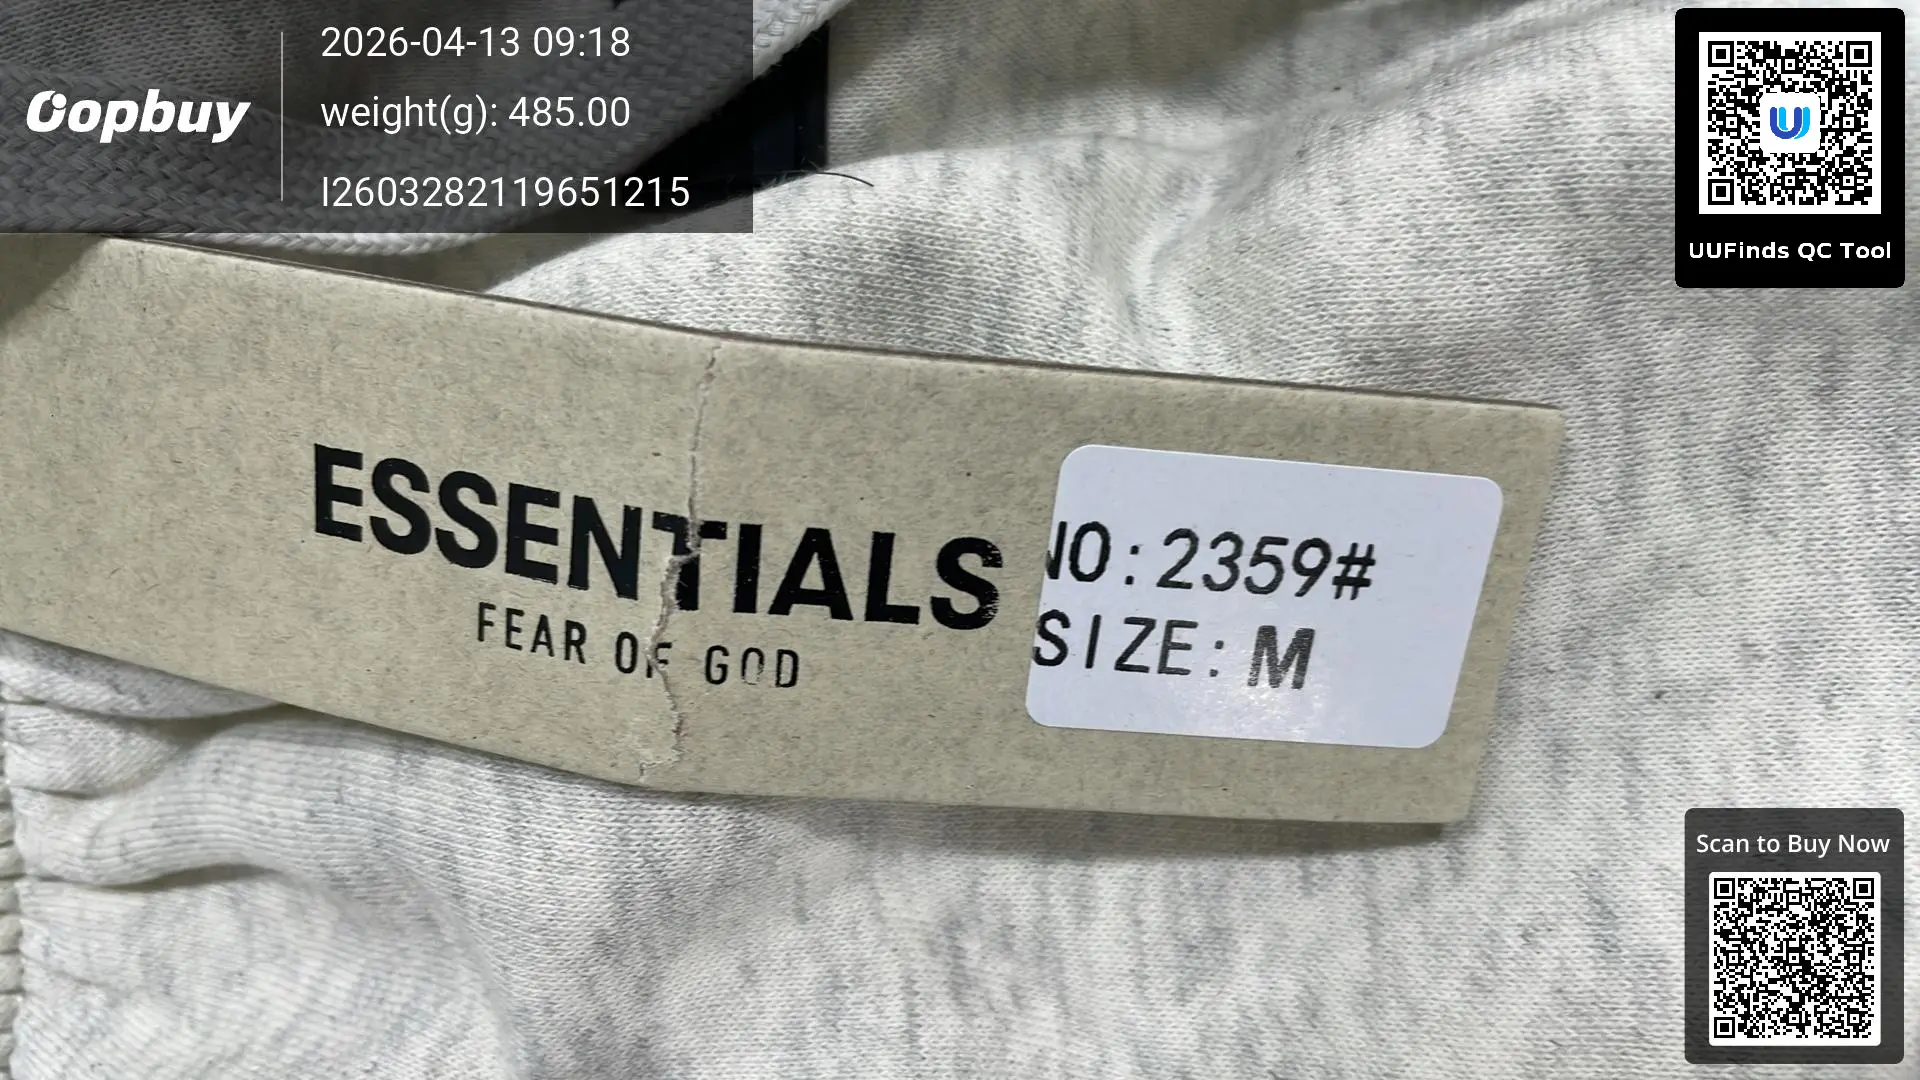 Oopbuy
2026-04-13 09:18
weight(g): 485.00
I2603282119651215
UUFinds QC Tool
ESSENTIALS
FEAR OF GOD
NO:2359#
SIZE:M
Scan to Buy Now